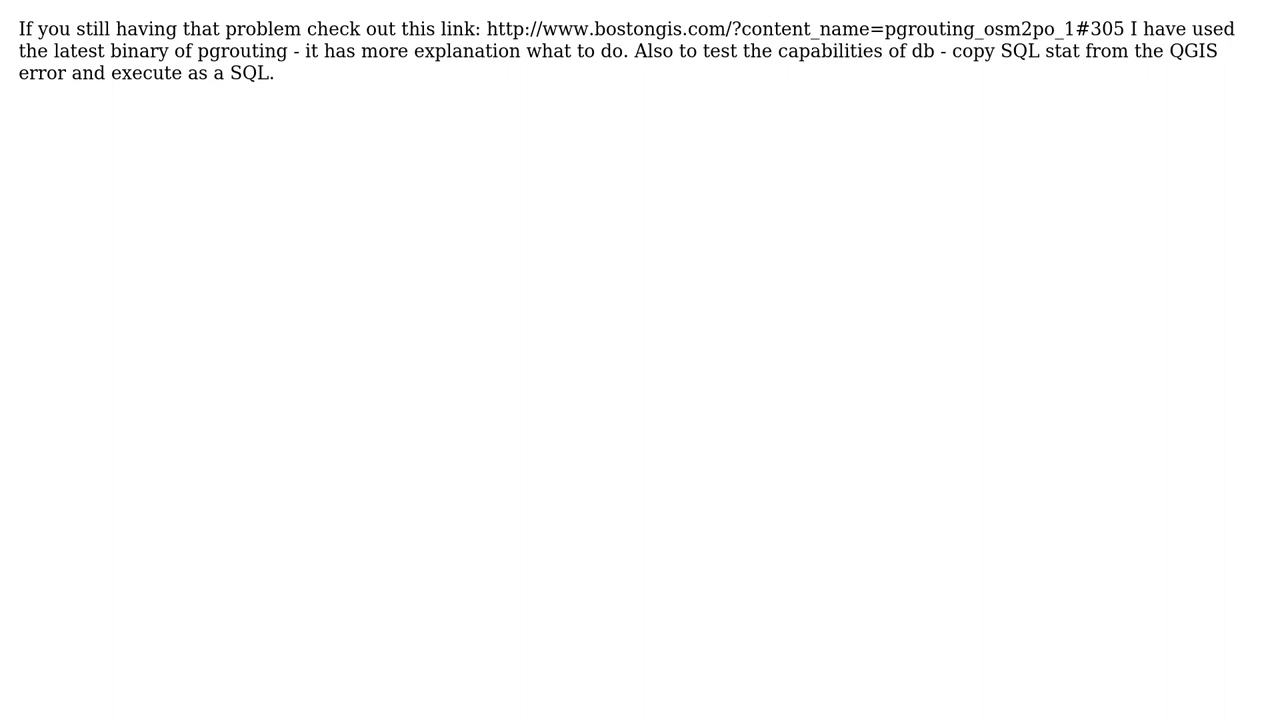 If you still having that problem check out this link: http://www.bostongis.com/?content_name=pgrouting_osm2po_1#305 I have used
the latest binary of pgrouting - it has more explanation what to do. Also to test the capabilities of db - copy SQL stat from the QGIS
error and execute as a SQL.